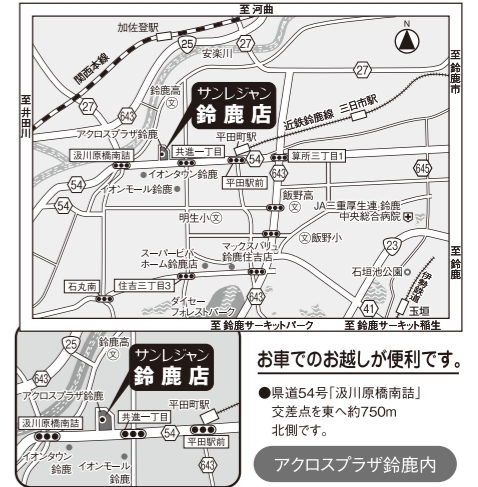 至 河曲
N
加佐登駅
25
安楽川
27
関西本線
27
至 鈴鹿市
至 井田川
27
643
鈴鹿高
文
サンレジャン
鈴鹿店
アクロスプラザ鈴鹿
近鉄鈴鹿線 三日市駅
平田町駅
汲川原橋南詰
共進一丁目
54
算所三丁目1
645
54
イオンタウン鈴鹿
イオンモール鈴鹿
平田駅前
643
飯野高
文
54
JA三重厚生連 鈴鹿
中央総合病院
明生小文
文飯野小
23
スーパービバ
ホーム鈴鹿店
マックスバリュ
鈴鹿住吉店
石垣池公園
至 鈴鹿
石丸南
住吉三丁目3
伊勢鉄道
ダイセー
フォレストパーク
643
41
玉垣
至 鈴鹿サーキットパーク
至 鈴鹿サーキット稲生
25
鈴鹿高
文
サンレジャン
鈴鹿店
643
アクロスプラザ鈴鹿
平田町駅
汲川原橋南詰
共進一丁目
54
平田駅前
イオンタウン
鈴鹿
イオンモール
鈴鹿
643
お車でのお越しが便利です。
●県道54号「汲川原橋南詰」
交差点を東へ約750m
北側です。
アクロスプラザ鈴鹿内